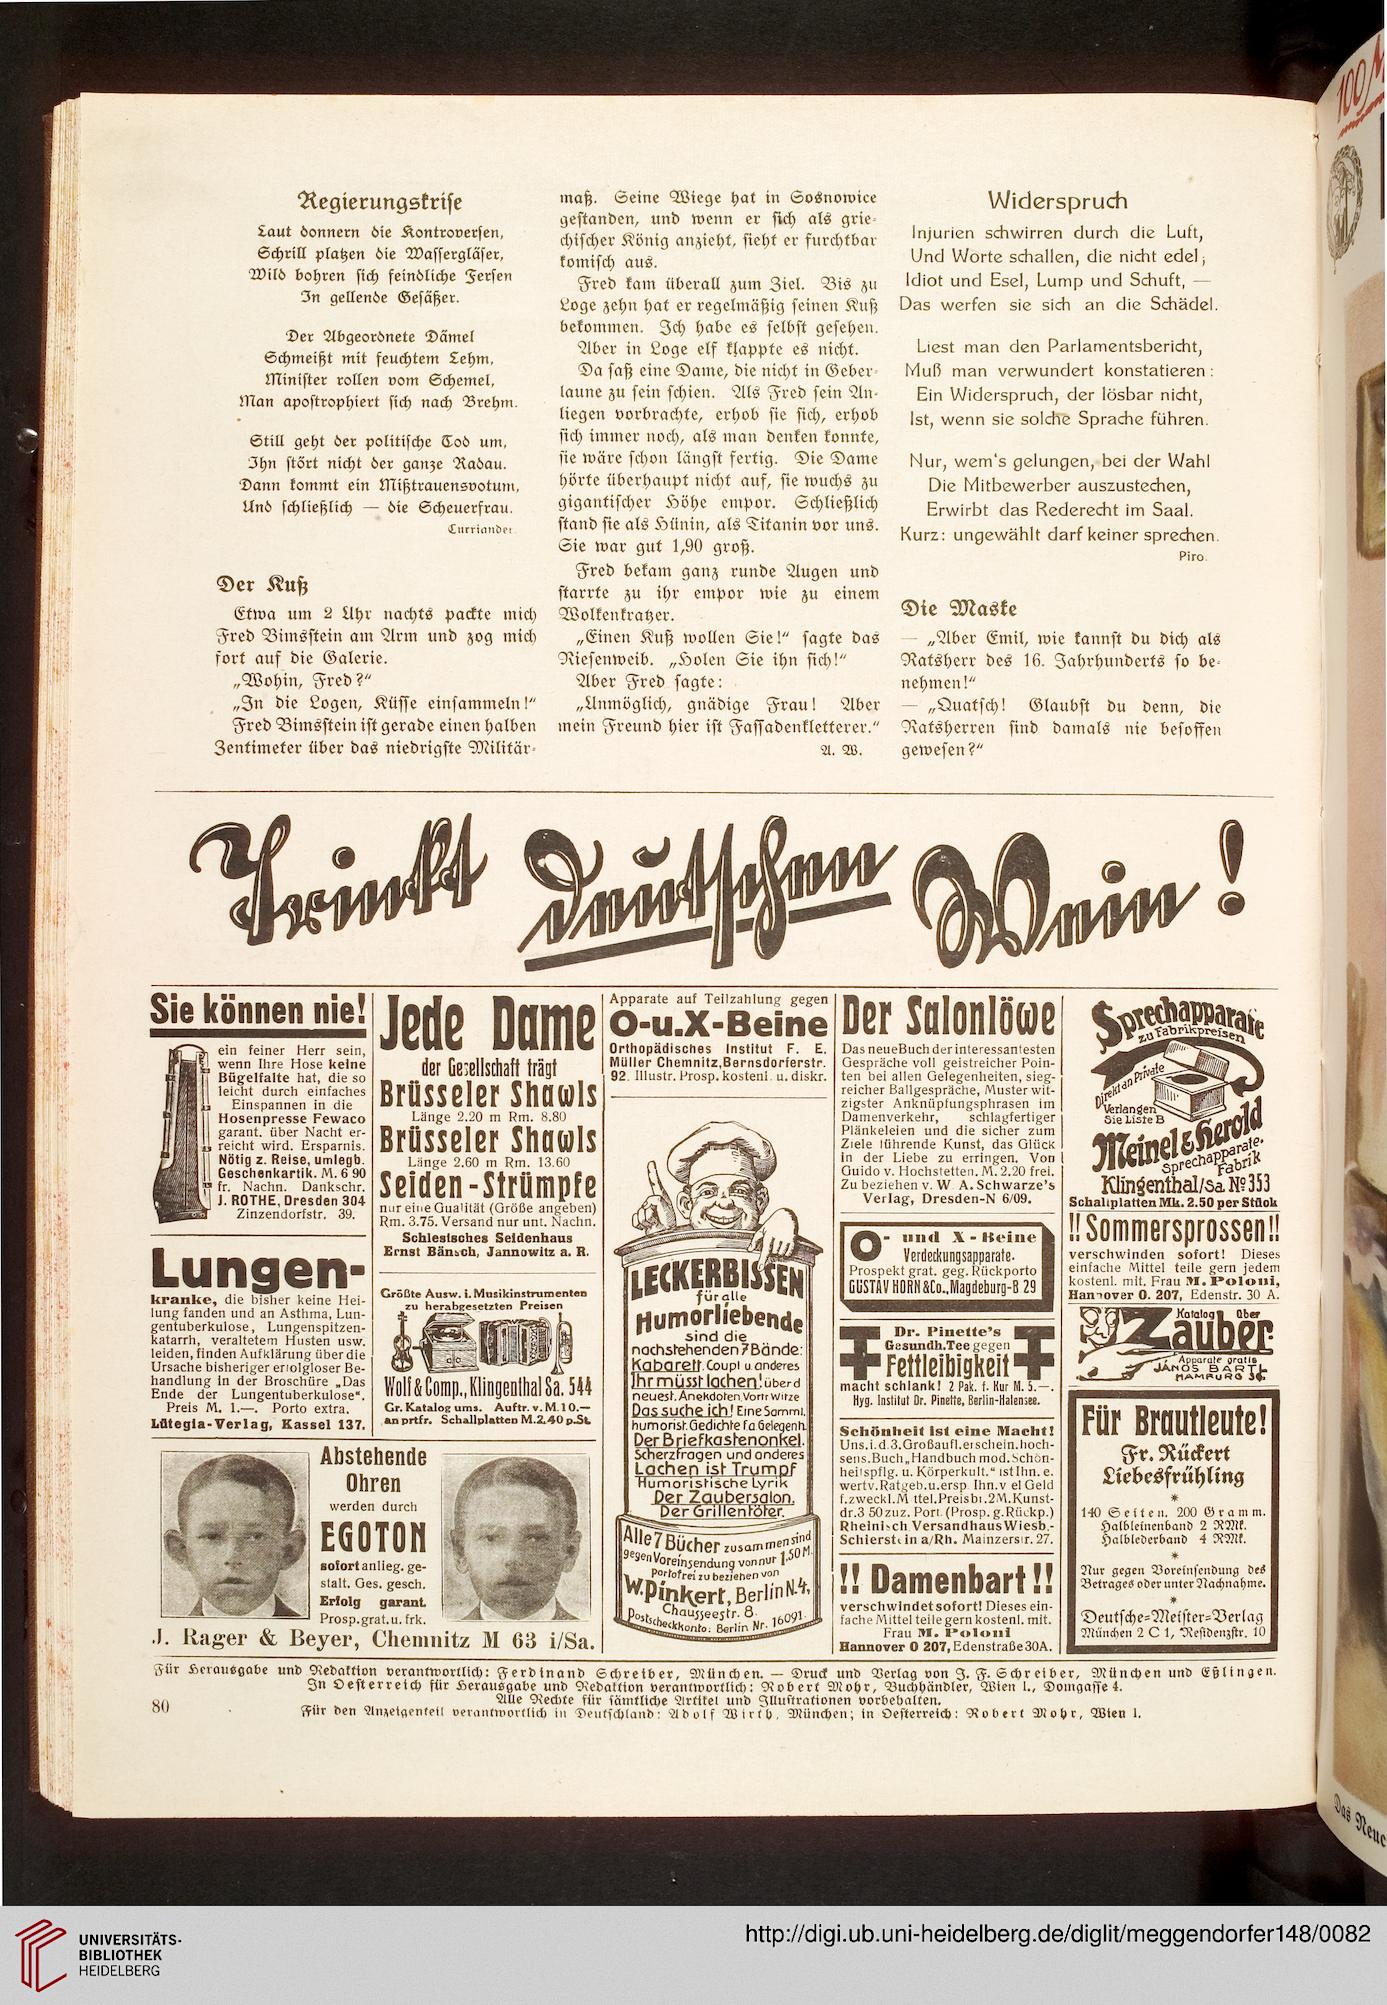 Regierungskrise
Laut donnern die Kontroversen,
Schrill platzen die Wassergläser,
Wild bohren sich feindliche Fersen
In gellende Gesäßer.
Der Abgeordnete Dämel
Schmeißt mit feuchtem Lehm,
Minister rollen vom Schemel,
Man apostrophiert sich nach Brehm.
Still geht der politische Tod um,
Ihn stört nicht der ganze Radau.
Dann kommt ein Mißtrauensvotum,
Und schließlich — die Scheuerfrau.
Curriander
Der Kuß
Etwa um 2 Uhr nachts packte mich
Fred Bimsstein am Arm und zog mich
fort auf die Galerie.
„Wohin, Fred?"
„In die Logen, Küsse einsammeln!"
Fred Bimsstein ist gerade einen halben
Zentimeter über das niedrigste Militär-
maß. Seine Wiege hat in Sosnowice
gestanden, und wenn er sich als grie-
chischer König anzieht, sieht er furchtbar
komisch aus.
Fred kam überall zum Ziel. Bis zu
Loge zehn hat er regelmäßig seinen Kuß
bekommen. Ich habe es selbst gesehen.
Aber in Loge elf klappte es nicht.
Da saß eine Dame, die nicht in Geber-
laune zu sein schien. Als Fred sein An-
liegen vorbrachte, erhob sie sich, erhob
sich immer noch, als man denken konnte,
sie wäre schon längst fertig. Die Dame
hörte überhaupt nicht auf, sie wuchs zu
gigantischer Höhe empor. Schließlich
stand sie als Hünin, als Titanin vor uns.
Sie war gut 1,90 groß.
Fred bekam ganz runde Augen und
starrte zu ihr empor wie zu einem
Wolkenkratzer.
„Einen Kuß wollen Sie!" sagte das
Riesenweib. „Holen Sie ihn sich!"
Aber Fred sagte:
„Unmöglich, gnädige Frau! Aber
mein Freund hier ist Fassadenkletterer."
A. W.
Widerspruch
Injurien schwirren durch die Luft,
Und Worte schallen, die nicht edel;
Idiot und Esel, Lump und Schuft, —
Das werfen sie sich an die Schädel.
Liest man den Parlamentsbericht,
Muß man verwundert konstatieren:
Ein Widerspruch, der lösbar nicht,
Ist, wenn sie solche Sprache führen.
Nur, wem's gelungen, bei der Wahl
Die Mitbewerber auszustechen,
Erwirbt das Rederecht im Saal.
Kurz: ungewählt darf keiner sprechen.
Piro.
Die Maske
— „Aber Emil, wie kannst du dich als
Ratsherr des 16. Jahrhunderts so be-
nehmen!"
— „Quatsch! Glaubst du denn, die
Ratsherren sind damals nie besoffen
gewesen?"
Trinkt deutschen Wein!
Sie können nie!
ein feiner Herr sein,
wenn Ihre Hose keine
Bügelfalte hat, die so
leicht durch einfaches
Einspannen in die
Hosenpresse Fewaco
garant. über Nacht er-
reicht wird. Ersparnis.
Nötig z. Reise, umlegb.
Geschenkartik. M. 6 90
fr. Nachn. Dankschr.
J. ROTHE, Dresden 304
Zinzendorfstr. 39.
Lungen-
kranke, die bisher keine Hei-
lung fanden und an Asthma, Lun-
gentuberkulose, Lungenspitzen-
katarrh, veraltetem Husten usw.
leiden, finden Aufklärung über die
Ursache bisheriger erfolgloser Be-
handlung in der Broschüre „Das
Ende der Lungentuberkulose".
Preis M. 1.—. Porto extra.
Lütegia-Verlag, Kassel 137.
Jede Dame
der Gesellschaft trägt
Brüsseler Shawls
Länge 2.20 m Rm. 8.80
Brüsseler Shawls
Länge 2.60 m Rm. 13.60
Seiden-Strümpfe
nur eine Qualität (Größe angeben)
Rm. 3.75. Versand nur unt. Nachn.
Schlesisches Seidenhaus
Ernst Bänsch, Jannowitz a. R.
Größte Ausw. i. Musikinstrumenten
zu herabgesetzten Preisen
Wolf & Comp., Klingenthal Sa. 544
Gr. Katalog ums. Auftr. v. M. 10.—
an prtfr. Schallplatten M. 2.40 p. St.
Abstehende
Ohren
werden durch
EGOTON
sofort anlieg. ge-
stalt. Ges. gesch.
Erfolg garant.
Prosp. grat. u. frk.
J. Rager & Beyer, Chemnitz M 63 i/Sa.
Apparate auf Teilzahlung gegen
O-u. X-Beine
Orthopädisches Institut F. E.
Müller Chemnitz, Bernsdorferstr.
92. Illustr. Prosp. kostenl. u. diskr.
LECKERBISSEN
für alle
Humorliebende
sind die
nachstehenden 7 Bände:
Kabarett. Coupl u. anderes
Ihr müsst lachen! über d
neuest. Anekdoten Vortr Witze
Das suche ich! Eine Samml.
humorist. Gedichte f. a. Gelegenh.
Der Briefkastenonkel.
Scherzfragen und anderes
Lachen ist Trumpf
Humoristische Lyrik
Der Zaubersalon.
Der Grillentöter.
Alle 7 Bücher zusammen sind
gegen Voreinsendung von nur 1.50 M.
portofrei zu beziehen von
W. Pinkert, Berlin N. 4,
Chausseestr. 8.
Postscheckkonto: Berlin Nr. 16091.
Der Salonlöwe
Das neue Buch der interessantesten
Gespräche voll geistreicher Poin-
ten bei allen Gelegenheiten, sieg-
reicher Ballgespräche, Muster wit-
zigster Anknüpfungsphrasen im
Damenverkehr, schlagfertiger
Plänkeleien und die sicher zum
Ziele führende Kunst, das Glück
in der Liebe zu erringen. Von
Guido v. Hochstetten. M. 2.20 frei.
Zu beziehen v. W. A. Schwarze's
Verlag, Dresden-N 6/09.
O- und X-Beine
Verdeckungsapparate.
Prospekt grat. geg. Rückporto
GUSTAV HORN & Co., Magdeburg-B 29
Dr. Pinette's
Gesundh. Tee gegen
Fettleibigkeit
macht schlank! 2 Pak. f. Kur M. 5.—.
Hyg. Institut Dr. Pinette, Berlin-Halensee.
Schönheit ist eine Macht!
Uns. i. d. 3. Großaufl. erschein. hoch-
sens. Buch „Handbuch mod. Schön-
heitspflg. u. Körperkult." ist Ihn. e.
wertv. Ratgeb. u. ersp. Ihn. v el Geld
f. zweckl. M ttel. Preis br. 2 M. Kunst-
dr. 3 50 zuz. Port. (Prosp. g. Rückp.)
Rheinisch. Versandhaus Wiesb.-
Schierstein a/Rh. Mainzerstr. 27.
!! Damenbart !!
verschwindet sofort! Dieses ein-
fache Mittel teile gern kostenl. mit.
Frau M. Poloni
Hannover O 207, Edenstraße 30A.
Sprechapparate
zu Fabrikpreisen
Direkt an Private
Verlangen
Sie Liste B
Meinel & Herold
Sprechapparate-
Fabrik
Klingenthal/Sa. Nº 353
Schallplatten Mk. 2.50 per Stück
!! Sommersprossen !!
verschwinden sofort! Dieses
einfache Mittel teile gern jedem
kostenl. mit. Frau M. Poloni,
Hannover O. 207, Edenstr. 30 A.
Katalog über
Zauber-
Apparate gratis
JÁNOS BARTL
HAMBURG 36.
Für Brautleute!
Fr. Rückert
Liebesfrühling
*
140 Seiten. 200 Gramm.
Halbleinenband 2 RMk.
Halblederband 4 RMk.
*
Nur gegen Voreinsendung des
Betrages oder unter Nachnahme.
*
Deutsche-Meister-Verlag
München 2 C 1, Residenzstr. 10
Für Herausgabe und Redaktion verantwortlich: Ferdinand Schreiber, München. — Druck und Verlag von J. F. Schreiber, München und Eßlingen.
In Oesterreich für Herausgabe und Redaktion verantwortlich: Robert Mohr, Buchhändler, Wien I., Domgasse 4.
Alle Rechte für sämtliche Artikel und Illustrationen vorbehalten.
Für den Anzeigenteil verantwortlich in Deutschland: Adolf Wirth, München; in Oesterreich: Robert Mohr, Wien I.
80
100 M
Das Neue
UNIVERSITÄTS-
BIBLIOTHEK
HEIDELBERG
http://digi.ub.uni-heidelberg.de/diglit/meggendorfer148/0082